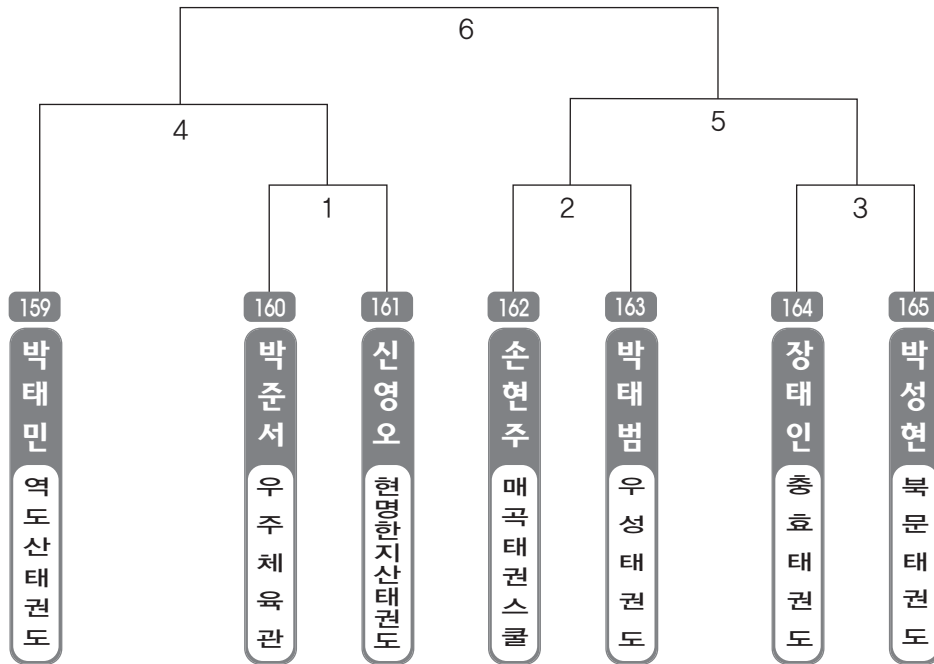 6
4
5
1
2
3
159
160
161
162
163
164
165
박태민
박준서
신영오
손현주
박태범
장태인
박성현
역도산태권도
우주체육관
현명한지산태권도
매곡태권스쿨
우성태권도
충효태권도
북문태권도